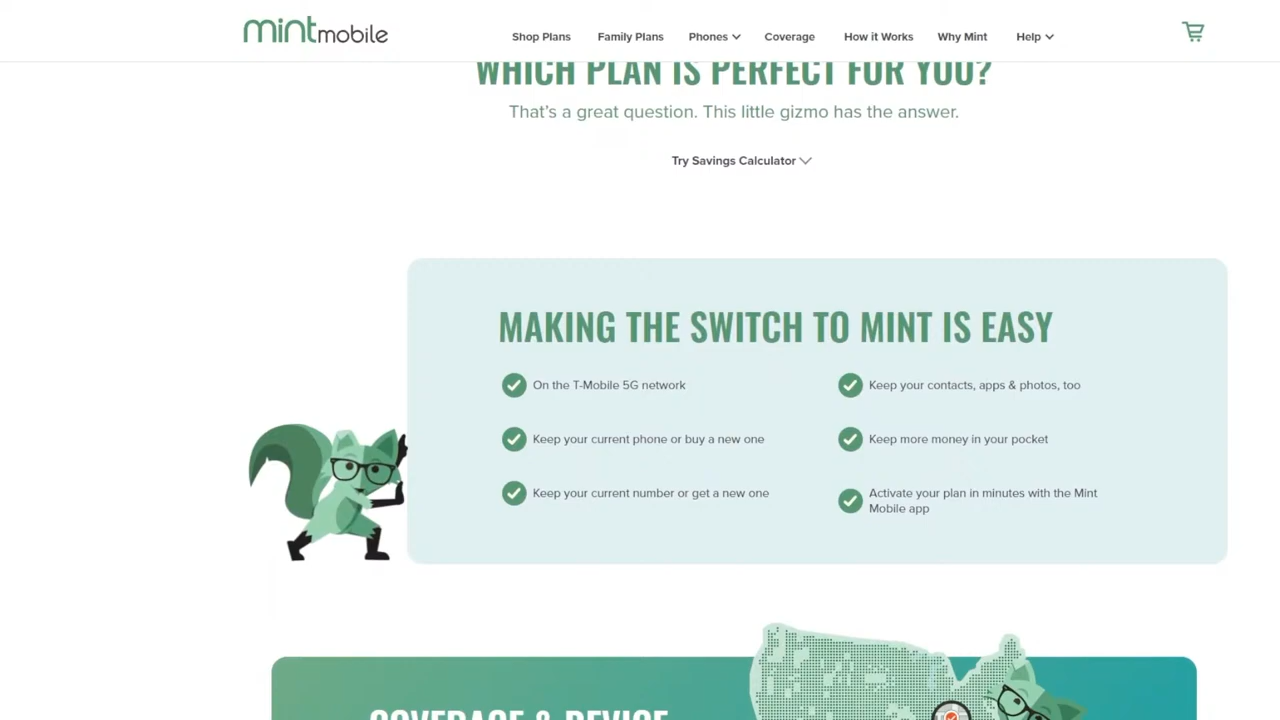 mintmobile
Shop Plans Family Plans Phones Coverage How it Works Why Mint Help
WHICH PLAN IS PERFECT FOR YOU?
That's a great question. This little gizmo has the answer.
Try Savings Calculator
MAKING THE SWITCH TO MINT IS EASY
On the T-Mobile 5G network
Keep your contacts, apps & photos, too
Keep your current phone or buy a new one
Keep more money in your pocket
Keep your current number or get a new one
Activate your plan in minutes with the Mint
Mobile app
COVERAGE & DEVICE